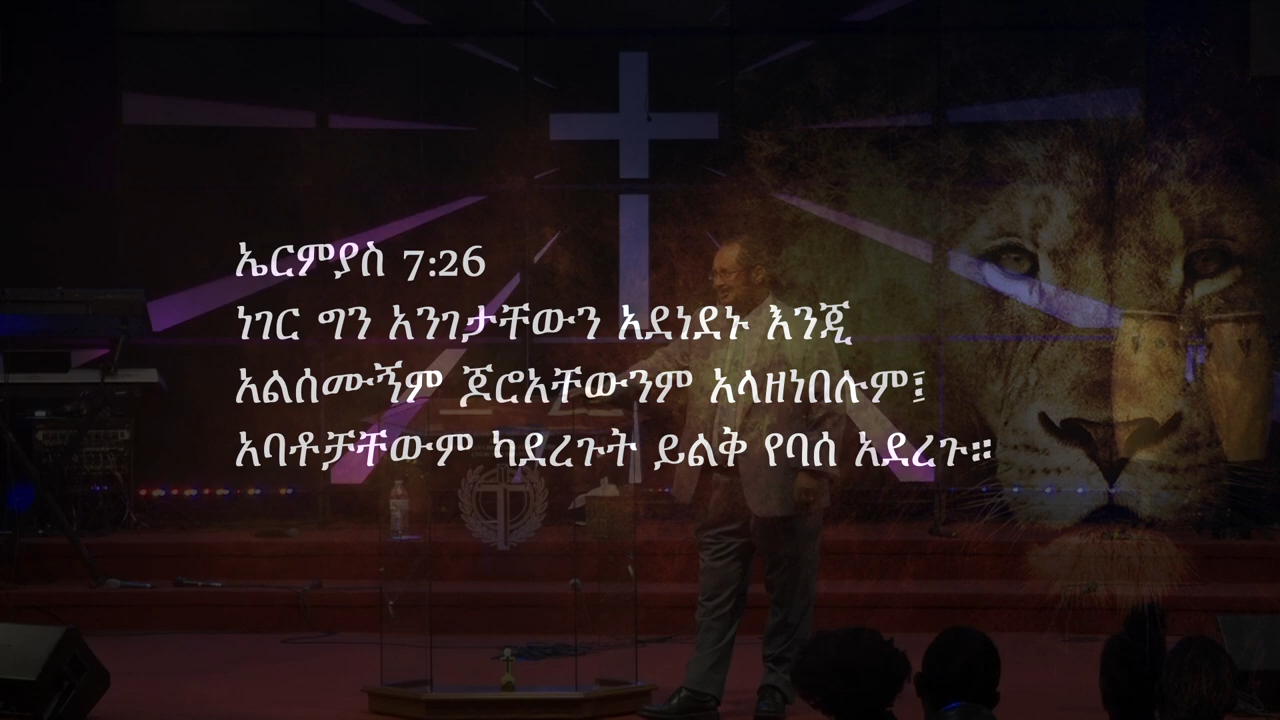 ኤርምያስ 7:26
ነገር ግን አንገታቸውን አደነደኑ እንጂ
አልሰሙኝም ጆሮአቸውንም አላዘነበሉም፤
አባቶቻቸውም ካደረጉት ይልቅ የባሰ አደረጉ።